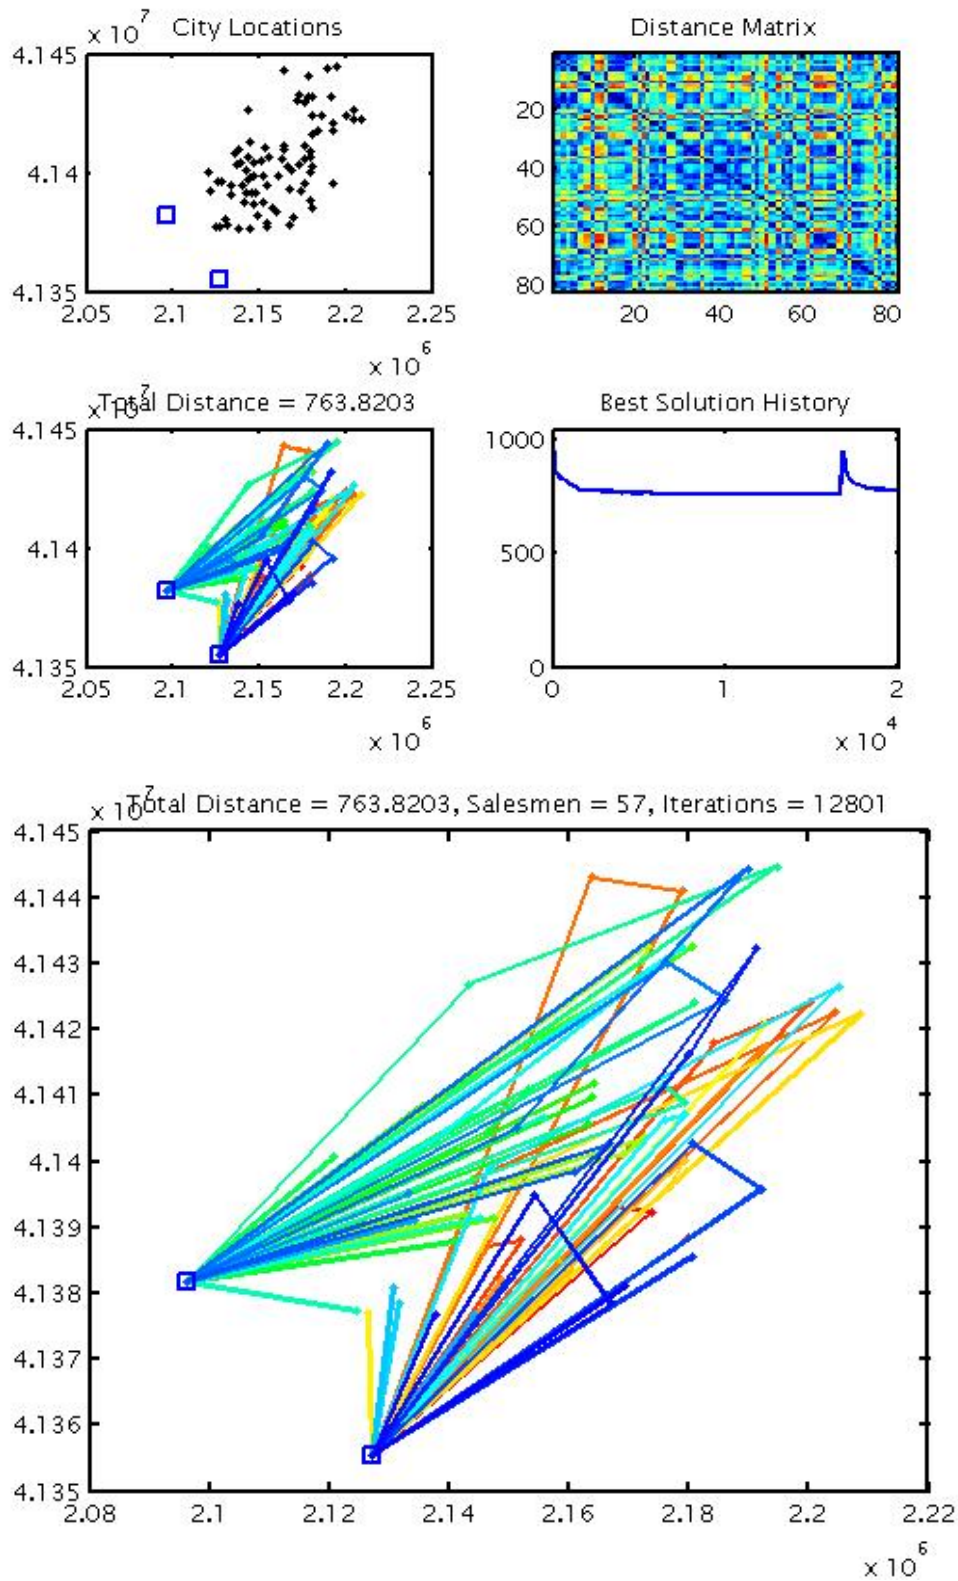 x 10^7
City Locations
Distance Matrix
4.145
4.14
4.135
2.05 2.1 2.15 2.2 2.25
x 10^6
20
40
60
80
20 40 60 80
x 10^7
Total Distance = 763.8203
Best Solution History
4.145
4.14
4.135
2.05 2.1 2.15 2.2 2.25
x 10^6
1000
500
0
0 1 2
x 10^4
x 10^7
Total Distance = 763.8203, Salesmen = 57, Iterations = 12801
4.145
4.144
4.143
4.142
4.141
4.14
4.139
4.138
4.137
4.136
4.135
2.08 2.1 2.12 2.14 2.16 2.18 2.2 2.22
x 10^6